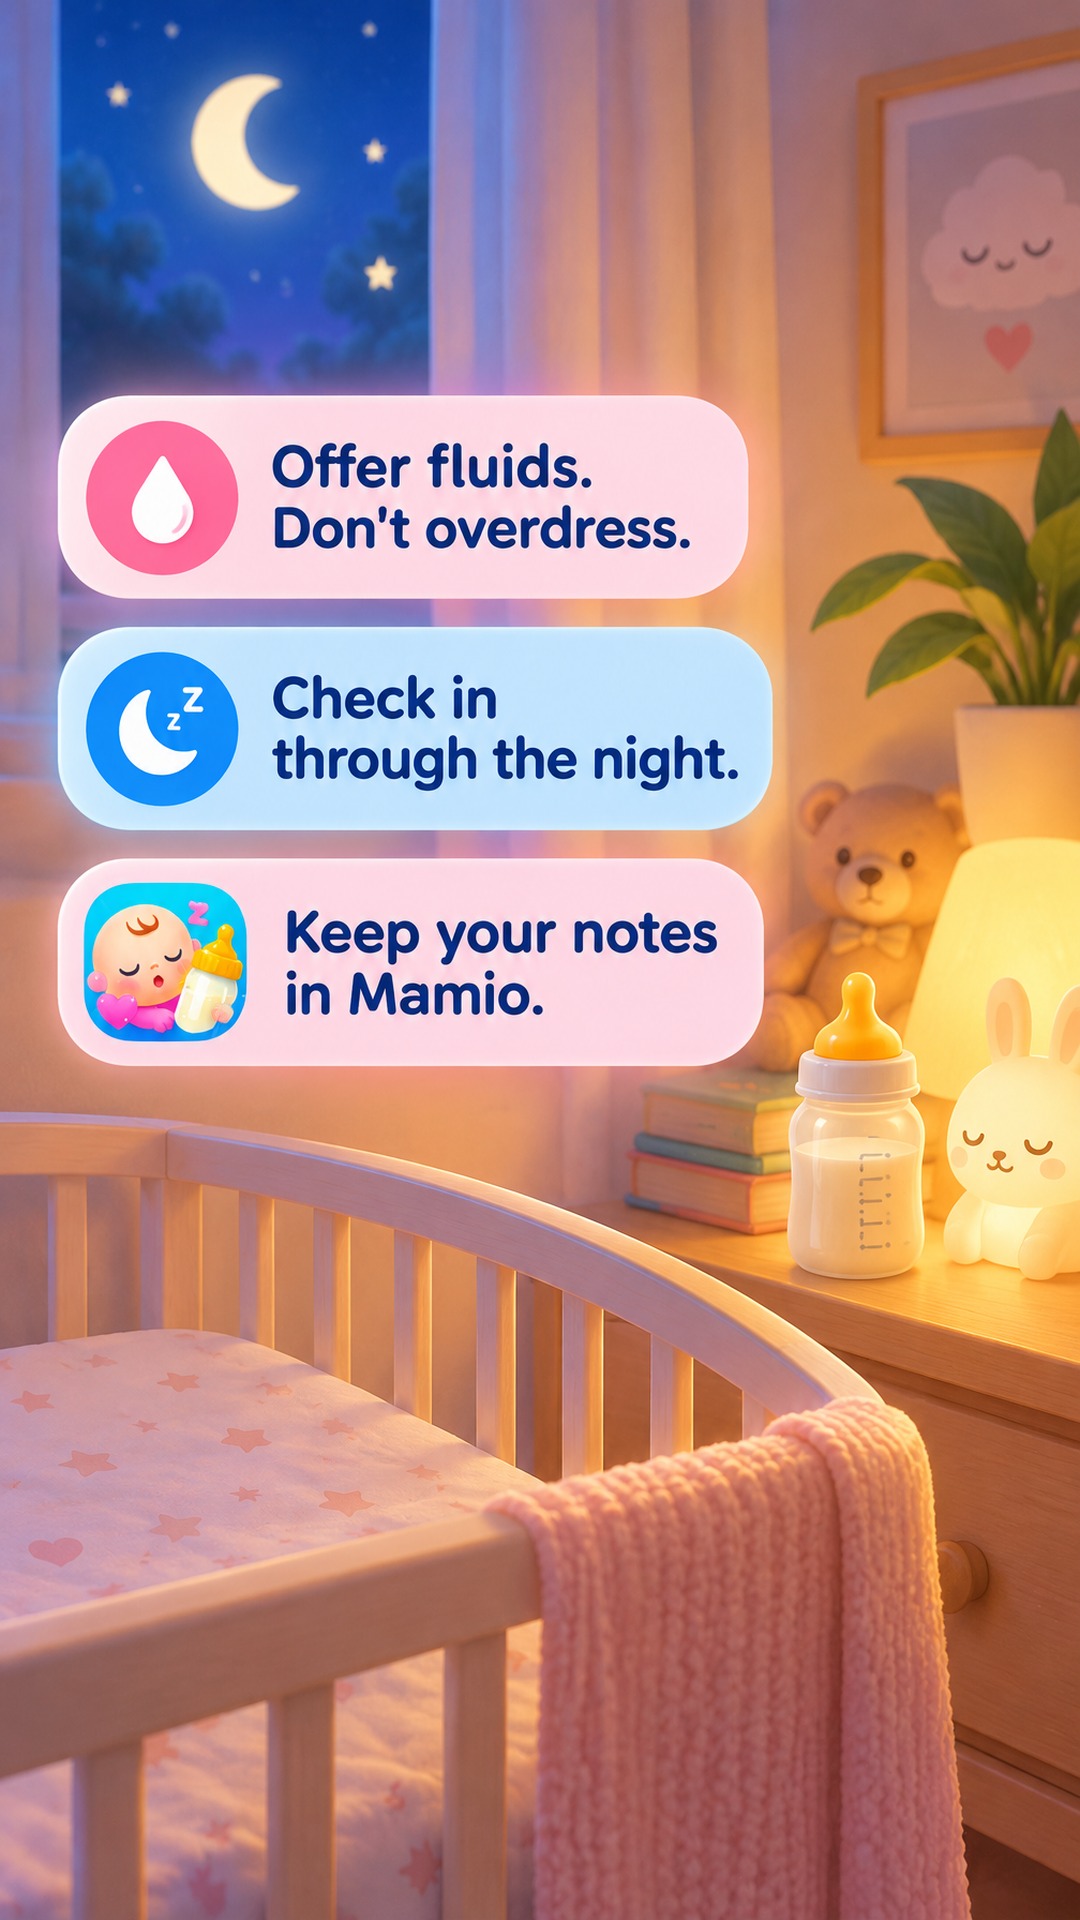 Offer fluids.
Don't overdress.
Check in
through the night.
Keep your notes
in Mamio.